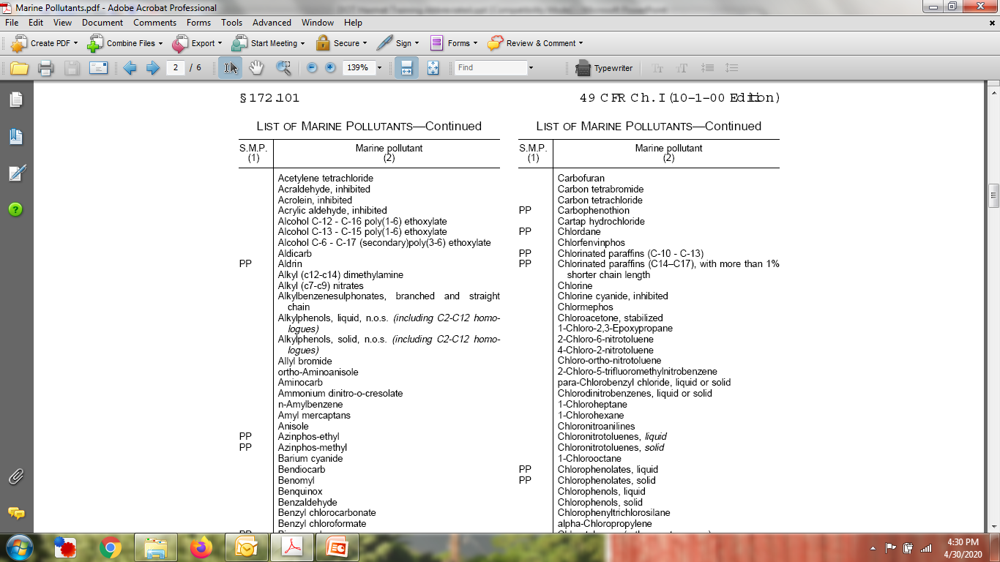 Marine Pollutants.pdf - Adobe Acrobat Professional
File Edit View Document Comments Forms Tools Advanced Window Help
Create PDF Combine Files Export Start Meeting Secure Sign Forms Review & Comment
2 / 6 139% Find Typewriter
§172.101
49 CFR Ch. I (10–1–00 Edition)
LIST OF MARINE POLLUTANTS—Continued
S.M.P. Marine pollutant
(1) (2)
Acetylene tetrachloride
Acraldehyde, inhibited
Acrolein, inhibited
Acrylic aldehyde, inhibited
Alcohol C-12 - C-16 poly(1-6) ethoxylate
Alcohol C-13 - C-15 poly(1-6) ethoxylate
Alcohol C-6 - C-17 (secondary)poly(3-6) ethoxylate
Aldicarb
PP Aldrin
Alkyl (c12-c14) dimethylamine
Alkyl (c7-c9) nitrates
Alkylbenzenesulphonates, branched and straight
chain
Alkylphenols, liquid, n.o.s. (including C2-C12 homo-
logues)
Alkylphenols, solid, n.o.s. (including C2-C12 homo-
logues)
Allyl bromide
ortho-Aminoanisole
Aminocarb
Ammonium dinitro-o-cresolate
n-Amylbenzene
Amyl mercaptans
Anisole
PP Azinphos-ethyl
PP Azinphos-methyl
Barium cyanide
Bendiocarb
Benomyl
Benquinox
Benzaldehyde
Benzyl chlorocarbonate
Benzyl chloroformate
LIST OF MARINE POLLUTANTS—Continued
S.M.P. Marine pollutant
(1) (2)
Carbofuran
Carbon tetrabromide
Carbon tetrachloride
PP Carbophenothion
Cartap hydrochloride
PP Chlordane
Chlorfenvinphos
PP Chlorinated paraffins (C-10 - C-13)
PP Chlorinated paraffins (C14–C17), with more than 1%
shorter chain length
Chlorine
Chlorine cyanide, inhibited
Chlormephos
Chloroacetone, stabilized
1-Chloro-2,3-Epoxypropane
2-Chloro-6-nitrotoluene
4-Chloro-2-nitrotoluene
Chloro-ortho-nitrotoluene
2-Chloro-5-trifluoromethylnitrobenzene
para-Chlorobenzyl chloride, liquid or solid
Chlorodinitrobenzenes, liquid or solid
1-Chloroheptane
1-Chlorohexane
Chloronitroanilines
Chloronitrotoluenes, liquid
Chloronitrotoluenes, solid
1-Chlorooctane
PP Chlorophenolates, liquid
PP Chlorophenolates, solid
Chlorophenols, liquid
Chlorophenols, solid
Chlorophenyltrichlorosilane
alpha-Chloropropylene
4:30 PM
4/30/2020